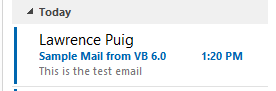 Today
Lawrence Puig
Sample Mail from VB 6.0 1:20 PM
This is the test email